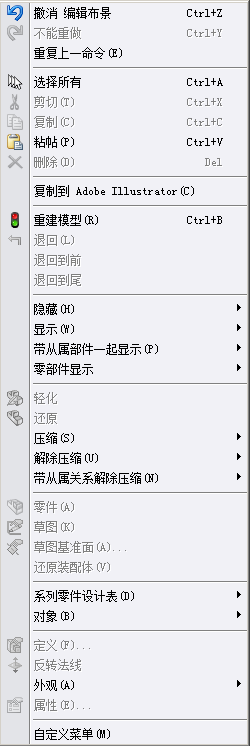 撤消 编辑布景 Ctrl+Z
不能重做 Ctrl+Y
重复上一命令(E)
选择所有 Ctrl+A
剪切(T) Ctrl+X
复制(C) Ctrl+C
粘帖(P) Ctrl+V
删除(D) Del
复制到 Adobe Illustrator(C)
重建模型(R) Ctrl+B
退回(L)
退回到前
退回到尾
隐藏(H)
显示(W)
带从属部件一起显示(P)
零部件显示
轻化
还原
压缩(S)
解除压缩(U)
带从属关系解除压缩(N)
零件(A)
草图(K)
草图基准面(A)...
还原装配体(V)
系列零件设计表(D)
对象(B)
定义(F)...
反转法线
外观(A)
属性(E)...
自定义菜单(M)